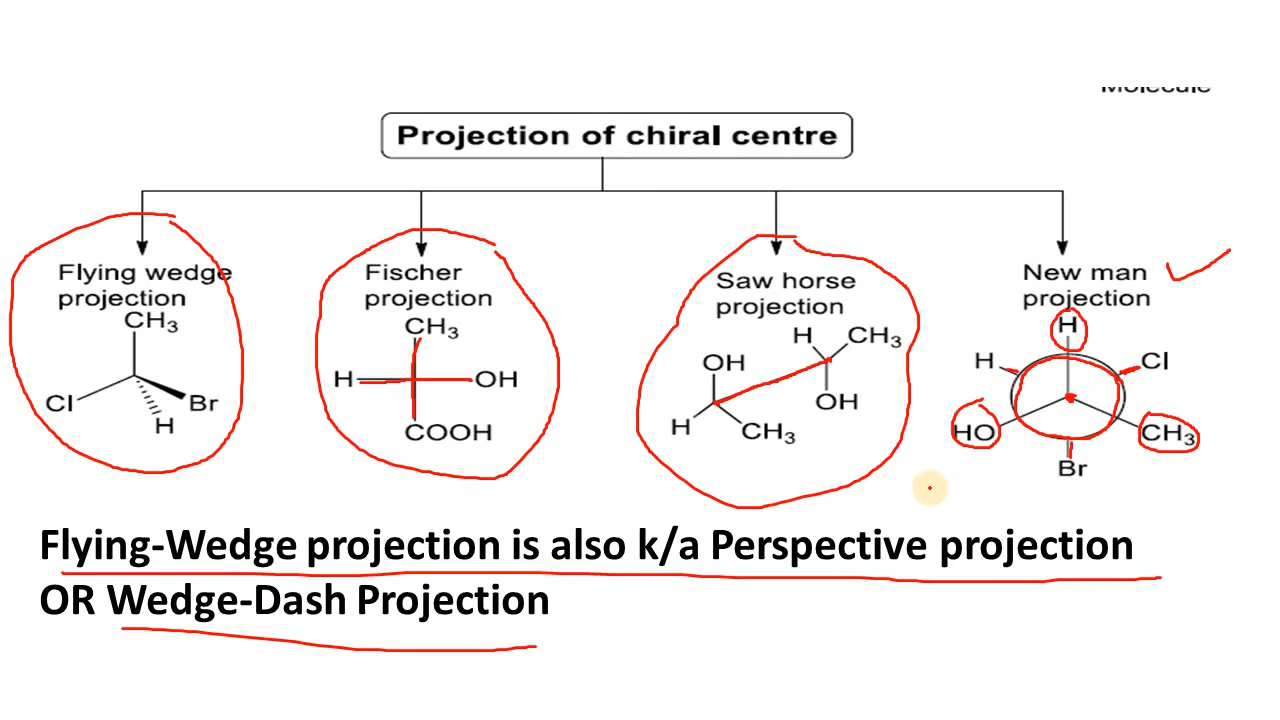 Molecule
Projection of chiral centre
Flying wedge
projection
CH₃
Cl
Br
H
Fischer
projection
CH₃
H
OH
COOH
Saw horse
projection
H
CH₃
OH
OH
H
CH₃
New man
projection
H
H
Cl
HO
CH₃
Br
Flying-Wedge projection is also k/a Perspective projection
OR Wedge-Dash Projection